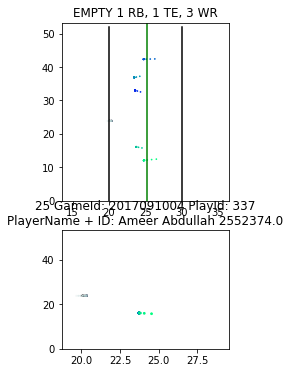 EMPTY 1 RB, 1 TE, 3 WR
50
40
30
20
10
0
15 20 25 30 35
25 GameId: 2017091004 PlayId: 337
PlayerName + ID: Ameer Abdullah 2552374.0
40
20
0
20.0 22.5 25.0 27.5